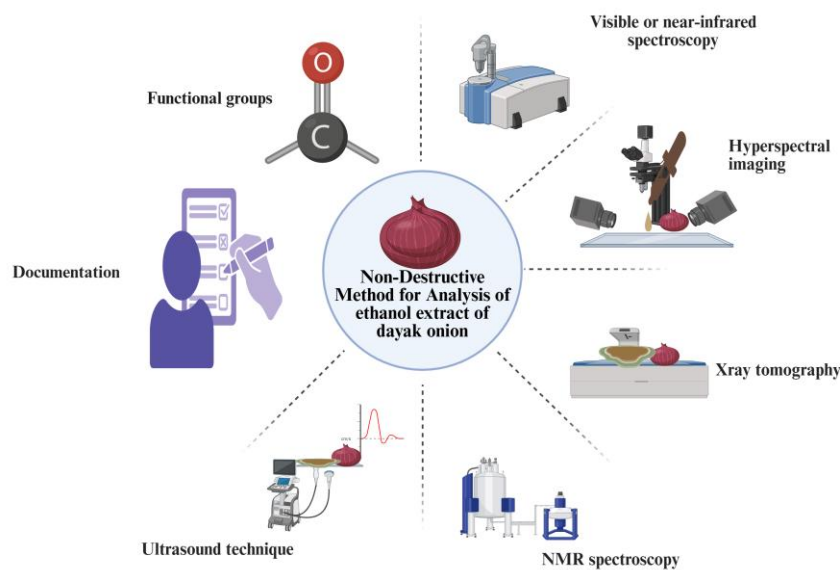 Visible or near-infrared
spectroscopy
Functional groups
O
C
Hyperspectral
imaging
Documentation
Non-Destructive
Method for Analysis of
ethanol extract of
dayak onion
Xray tomography
Ultrasound technique
NMR spectroscopy